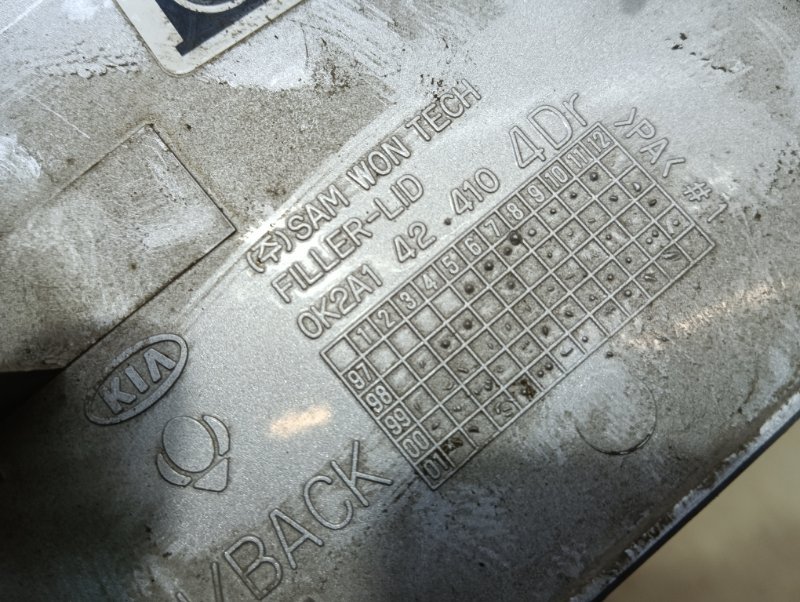 (주)SAM WON TECH
FILLER-LID
0K2A1 42 410 4Dr
>PA< #1
1 2 3 4 5 6 7 8 9 10 11 12
97
98
99
00
01
KIA
/BACK